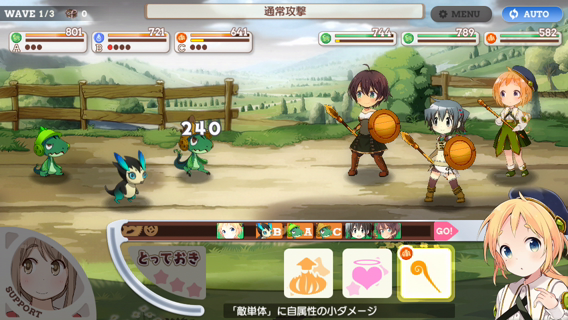 WAVE 1/3 0
通常攻撃
MENU
AUTO
801
721
641
744
789
582
A
B
C
240
B A C GO!
とっておき
SUPPORT
「敵単体」に自属性の小ダメージ